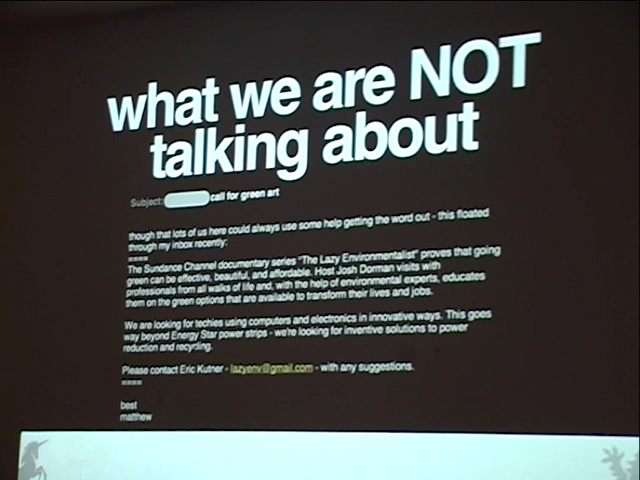 what we are NOT
talking about
Subject: call for green art
though that lots of us here could always use some help getting the word out - this floated
through my inbox recently:
====
The Sundance Channel documentary series "The Lazy Environmentalist" proves that going
green can be effective, beautiful, and affordable. Host Josh Dorman visits with
professionals from all walks of life and, with the help of environmental experts, educates
them on the green options that are available to transform their lives and jobs.
We are looking for techies using computers and electronics in innovative ways. This goes
way beyond Energy Star power strips - we're looking for inventive solutions to power
reduction and recycling.
Please contact Eric Kutner - lazyenv@gmail.com - with any suggestions.
====
best
matthew